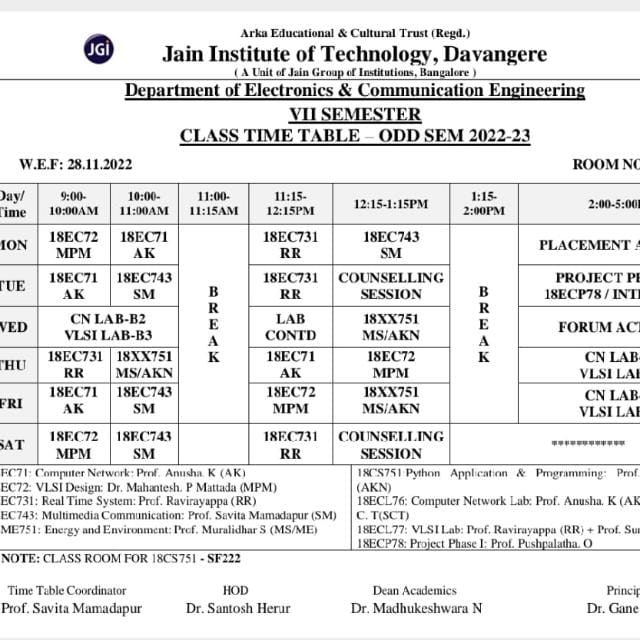 Arka Educational & Cultural Trust (Regd.)
JGi
Jain Institute of Technology, Davangere
( A Unit of Jain Group of Institutions, Bangalore )
Department of Electronics & Communication Engineering
VII SEMESTER
CLASS TIME TABLE – ODD SEM 2022-23
W.E.F: 28.11.2022 ROOM NO
Day/ 9:00- 10:00- 11:00- 11:15- 12:15-1:15PM 1:15- 2:00-5:00
Time 10:00AM 11:00AM 11:15AM 12:15PM 2:00PM
MON 18EC72 18EC71 18EC731 18EC743 PLACEMENT A
MPM AK RR SM
TUE 18EC71 18EC743 18EC731 COUNSELLING PROJECT P
AK SM RR SESSION 18ECP78 / INT
BREAK
BREAK
WED CN LAB-B2 LAB 18XX751 FORUM ACT
VLSI LAB-B3 CONTD MS/AKN
THU 18EC731 18XX751 18EC71 18EC72 CN LAB-
RR MS/AKN AK MPM VLSI LAB
FRI 18EC71 18EC743 18EC72 18XX751 CN LAB-
AK SM MPM MS/AKN VLSI LAB
SAT 18EC72 18EC743 18EC731 COUNSELLING ************
MPM SM RR SESSION
EC71: Computer Network: Prof. Anusha. K (AK)
EC72: VLSI Design: Dr. Mahantesh. P Mattada (MPM)
EC731: Real Time System: Prof. Ravirayappa (RR)
EC743: Multimedia Communication: Prof. Savita Mamadapur (SM)
ME751: Energy and Environment: Prof. Muralidhar S (MS/ME)
18CS751:Python Application & Programming: Prof.
(AKN)
18ECL76: Computer Network Lab: Prof. Anusha. K (AK
C. T(SCT)
18ECL77: VLSI Lab: Prof. Ravirayappa (RR) + Prof. Su
18ECP78: Project Phase I: Prof. Pushpalatha. O
NOTE: CLASS ROOM FOR 18CS751 - SF222
Time Table Coordinator HOD Dean Academics Princip
Prof. Savita Mamadapur Dr. Santosh Herur Dr. Madhukeshwara N Dr. Gane